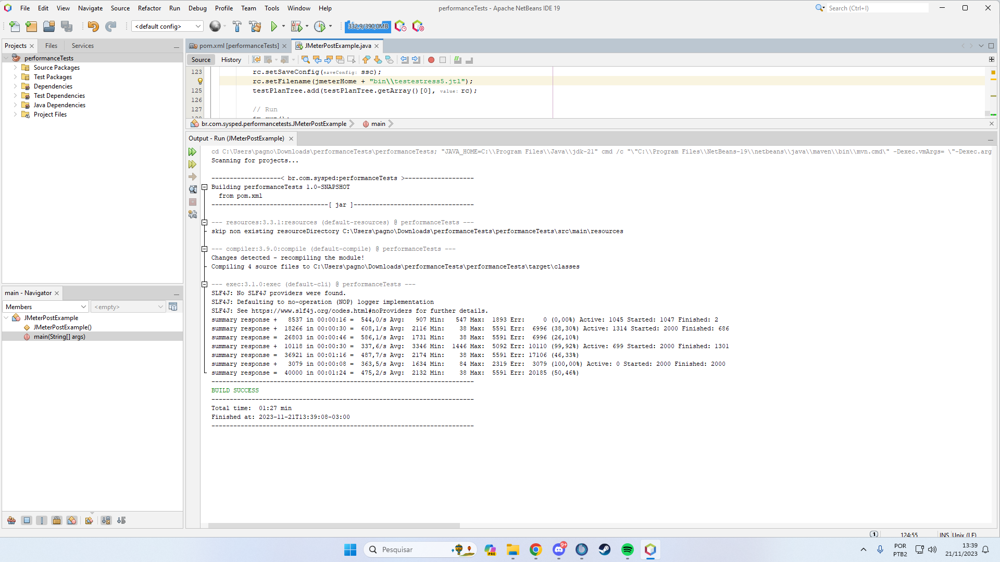 File Edit View Navigate Source Refactor Run Debug Profile Team Tools Window Help
performanceTests - Apache NetBeans IDE 19
Search (Ctrl+I)
<default config>
332,9/390,0MB
Projects
Files
Services
pom.xml [performanceTests]
JMeterPostExample.java
Source
History
performanceTests
Source Packages
Test Packages
Dependencies
Test Dependencies
Java Dependencies
Project Files
123 rc.setSaveConfig(saveConfig: ssc);
rc.setFilename(jmeterHome + "bin\\testestress5.jtl");
125 testPlanTree.add(testPlanTree.getArray()[0], value: rc);
126
127 // Run
br.com.sysped.performancetests.JMeterPostExample
main
Output - Run (JMeterPostExample)
cd C:\Users\pagno\Downloads\performanceTests\performanceTests; "JAVA_HOME=C:\\Program Files\\Java\\jdk-21" cmd /c "\"C:\\Program Files\\NetBeans-19\\netbeans\\java\\maven\\bin\\mvn.cmd\" -Dexec.vmArgs= \"-Dexec.arg
Scanning for projects...
-------------------< br.com.sysped:performanceTests >-------------------
Building performanceTests 1.0-SNAPSHOT
from pom.xml
--------------------------------[ jar ]---------------------------------
--- resources:3.3.1:resources (default-resources) @ performanceTests ---
skip non existing resourceDirectory C:\Users\pagno\Downloads\performanceTests\performanceTests\src\main\resources
--- compiler:3.9.0:compile (default-compile) @ performanceTests ---
Changes detected - recompiling the module!
Compiling 4 source files to C:\Users\pagno\Downloads\performanceTests\performanceTests\target\classes
--- exec:3.1.0:exec (default-cli) @ performanceTests ---
SLF4J: No SLF4J providers were found.
SLF4J: Defaulting to no-operation (NOP) logger implementation
SLF4J: See https://www.slf4j.org/codes.html#noProviders for further details.
summary response + 8537 in 00:00:16 = 544,0/s Avg: 907 Min: 547 Max: 1893 Err: 0 (0,00%) Active: 1045 Started: 1047 Finished: 2
summary response + 18266 in 00:00:30 = 608,1/s Avg: 2116 Min: 38 Max: 5591 Err: 6996 (38,30%) Active: 1314 Started: 2000 Finished: 686
summary response = 26803 in 00:00:46 = 586,1/s Avg: 1731 Min: 38 Max: 5591 Err: 6996 (26,10%)
summary response + 10118 in 00:00:30 = 337,6/s Avg: 3346 Min: 1446 Max: 5092 Err: 10110 (99,92%) Active: 699 Started: 2000 Finished: 1301
summary response = 36921 in 00:01:16 = 487,7/s Avg: 2174 Min: 38 Max: 5591 Err: 17106 (46,33%)
summary response + 3079 in 00:00:08 = 363,5/s Avg: 1634 Min: 84 Max: 2319 Err: 3079 (100,00%) Active: 0 Started: 2000 Finished: 2000
summary response = 40000 in 00:01:24 = 475,2/s Avg: 2132 Min: 38 Max: 5591 Err: 20185 (50,46%)
------------------------------------------------------------------------
BUILD SUCCESS
------------------------------------------------------------------------
Total time: 01:27 min
Finished at: 2023-11-21T13:39:08-03:00
------------------------------------------------------------------------
main - Navigator
Members
<empty>
JMeterPostExample
JMeterPostExample()
main(String[] args)
1
124:55
INS
Unix (LF)
Pesquisar
PRE
9+
POR
PTB2
13:39
21/11/2023